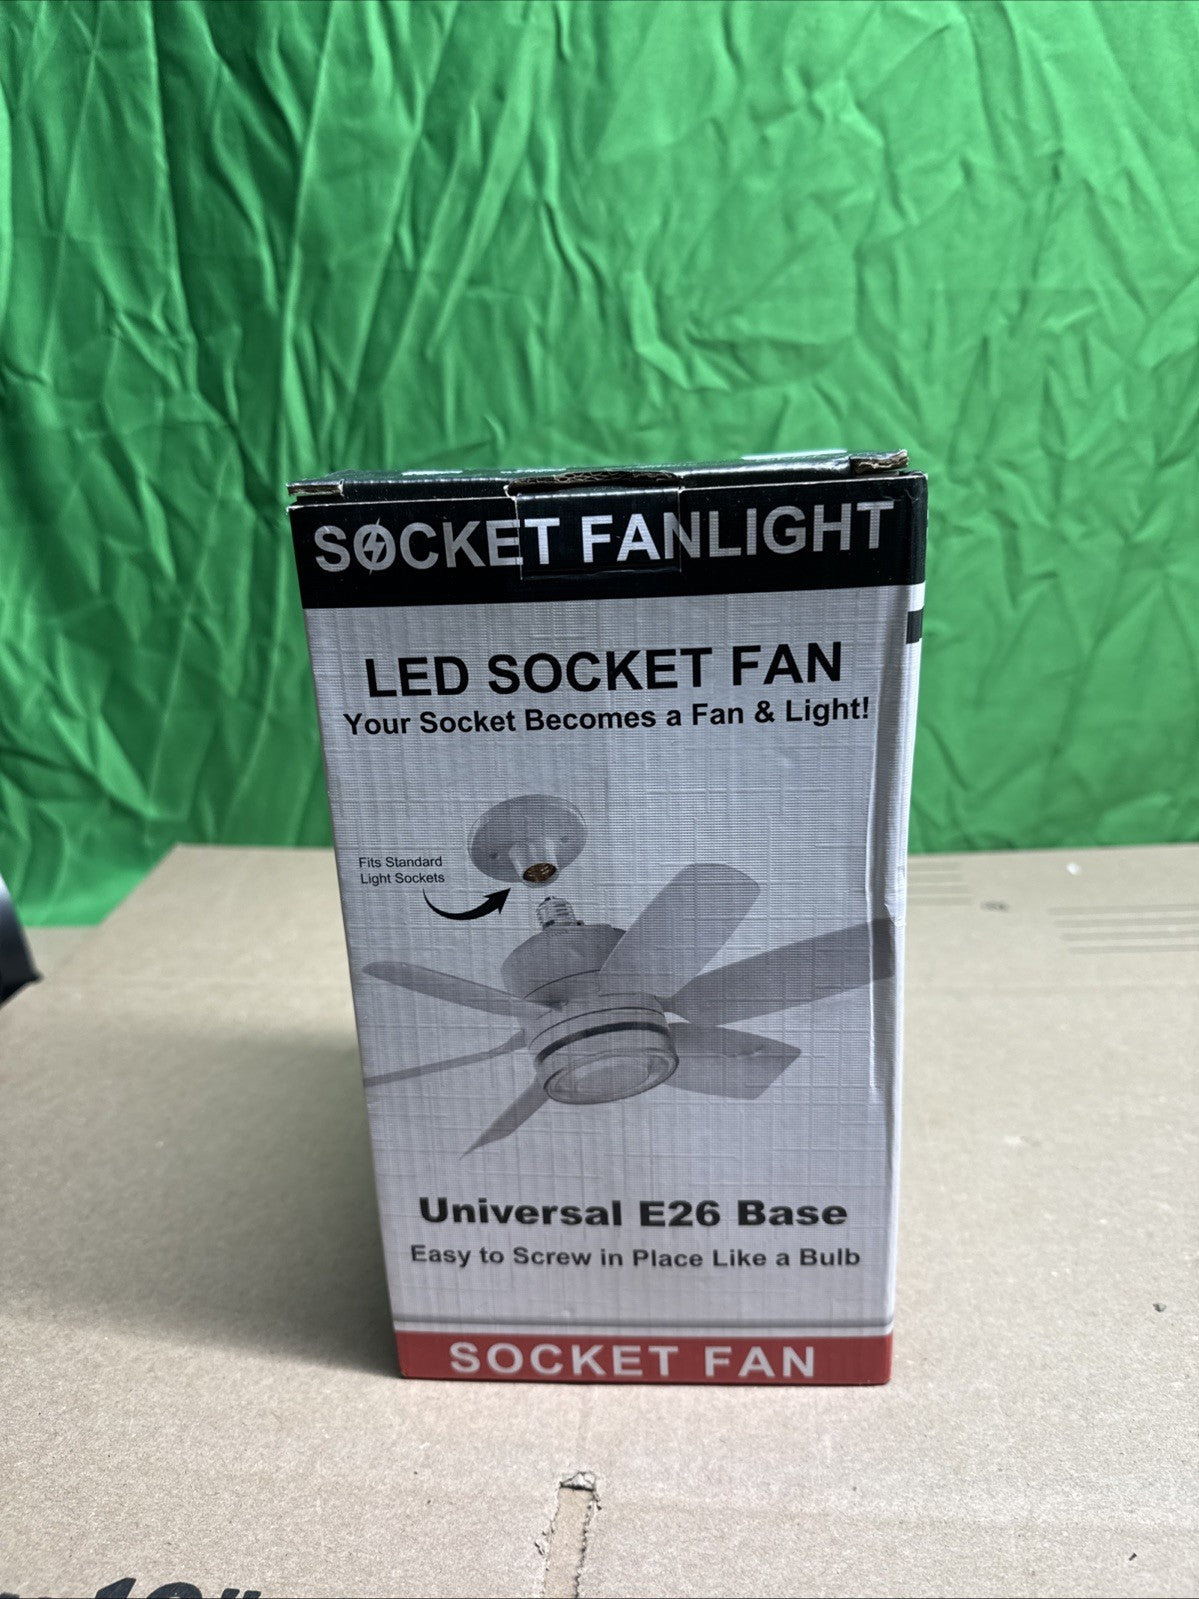 SOCKET FANLIGHT
LED SOCKET FAN
Your Socket Becomes a Fan & Light!
Fits Standard
Light Sockets
Universal E26 Base
Easy to Screw in Place Like a Bulb
SOCKET FAN